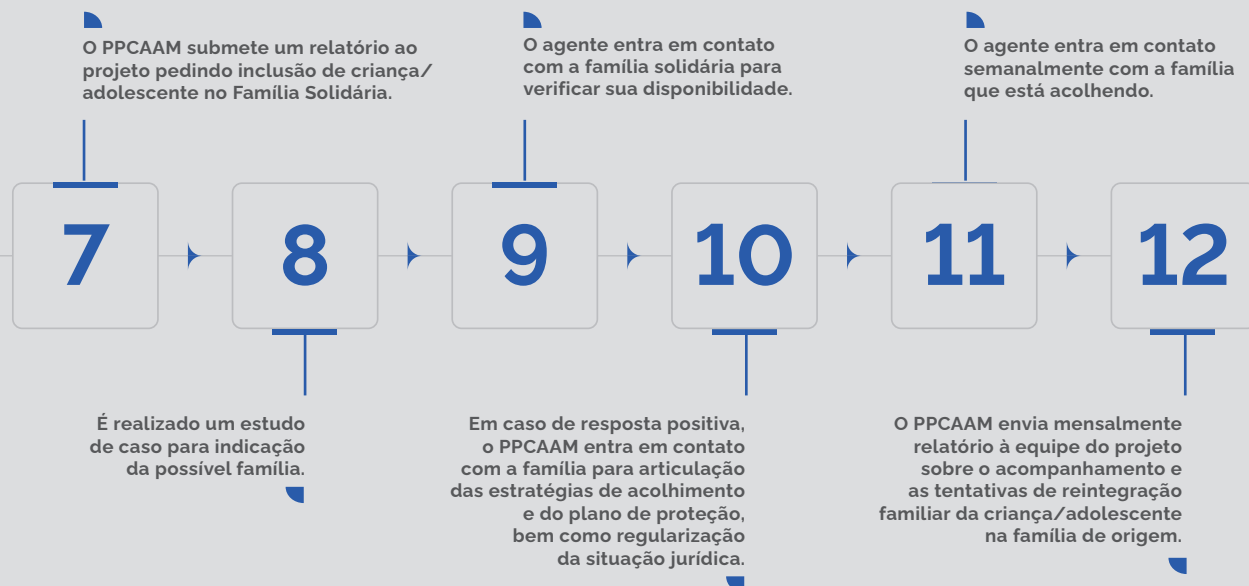 O PPCAAM submete um relatório ao
projeto pedindo inclusão de criança/
adolescente no Família Solidária.
O agente entra em contato
com a família solidária para
verificar sua disponibilidade.
O agente entra em contato
semanalmente com a família
que está acolhendo.
7
8
9
10
11
12
É realizado um estudo
de caso para indicação
da possível família.
Em caso de resposta positiva,
o PPCAAM entra em contato
com a família para articulação
das estratégias de acolhimento
e do plano de proteção,
bem como regularização
da situação jurídica.
O PPCAAM envia mensalmente
relatório à equipe do projeto
sobre o acompanhamento e
as tentativas de reintegração
familiar da criança/adolescente
na família de origem.